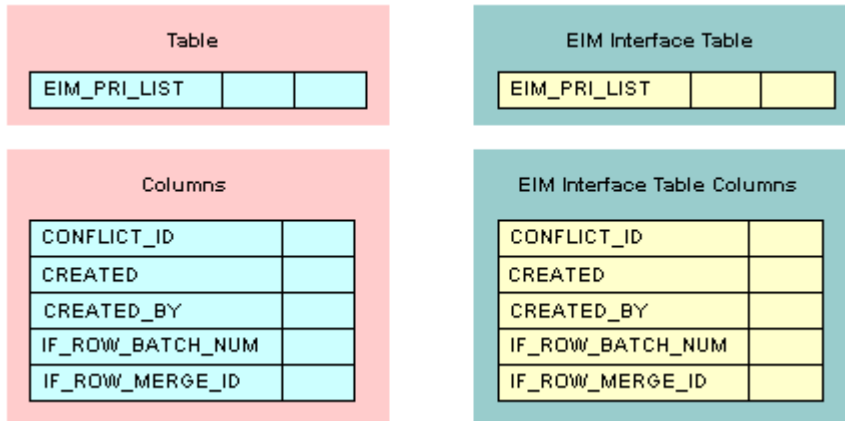 Table
EIM_PRI_LIST
EIM Interface Table
EIM_PRI_LIST
Columns
CONFLICT_ID
CREATED
CREATED_BY
IF_ROW_BATCH_NUM
IF_ROW_MERGE_ID
EIM Interface Table Columns
CONFLICT_ID
CREATED
CREATED_BY
IF_ROW_BATCH_NUM
IF_ROW_MERGE_ID